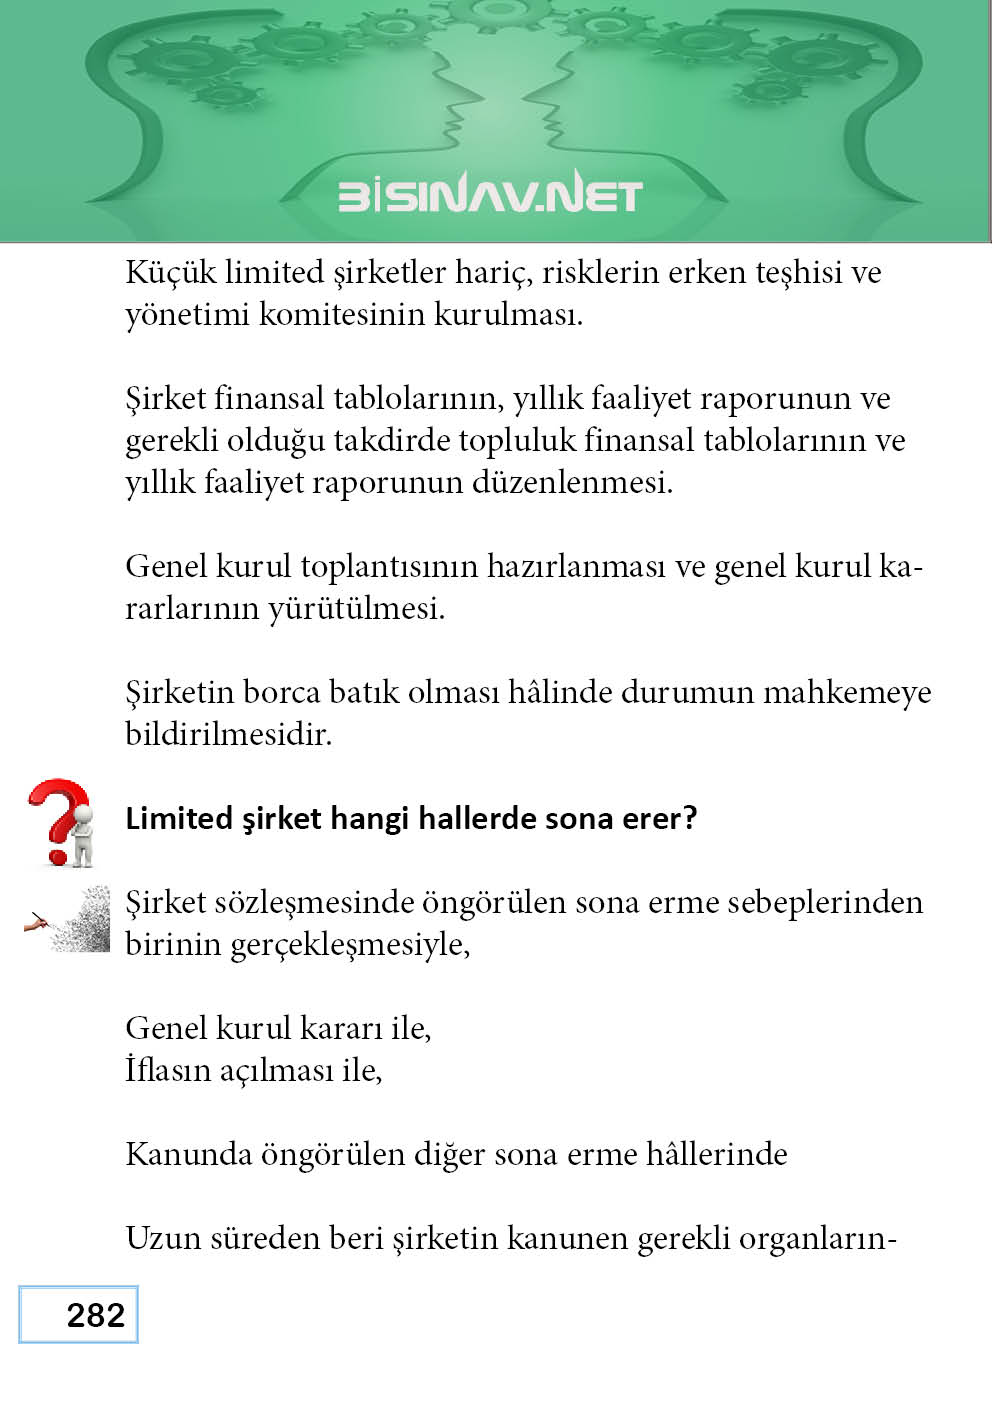 BİSINAV.NET
Küçük limited şirketler hariç, risklerin erken teşhisi ve
yönetimi komitesinin kurulması.
Şirket finansal tablolarının, yıllık faaliyet raporunun ve
gerekli olduğu takdirde topluluk finansal tablolarının ve
yıllık faaliyet raporunun düzenlenmesi.
Genel kurul toplantısının hazırlanması ve genel kurul ka-
rarlarının yürütülmesi.
Şirketin borca batık olması hâlinde durumun mahkemeye
bildirilmesidir.
Limited şirket hangi hallerde sona erer?
Şirket sözleşmesinde öngörülen sona erme sebeplerinden
birinin gerçekleşmesiyle,
Genel kurul kararı ile,
İflasın açılması ile,
Kanunda öngörülen diğer sona erme hâllerinde
Uzun süreden beri şirketin kanunen gerekli organların-
282